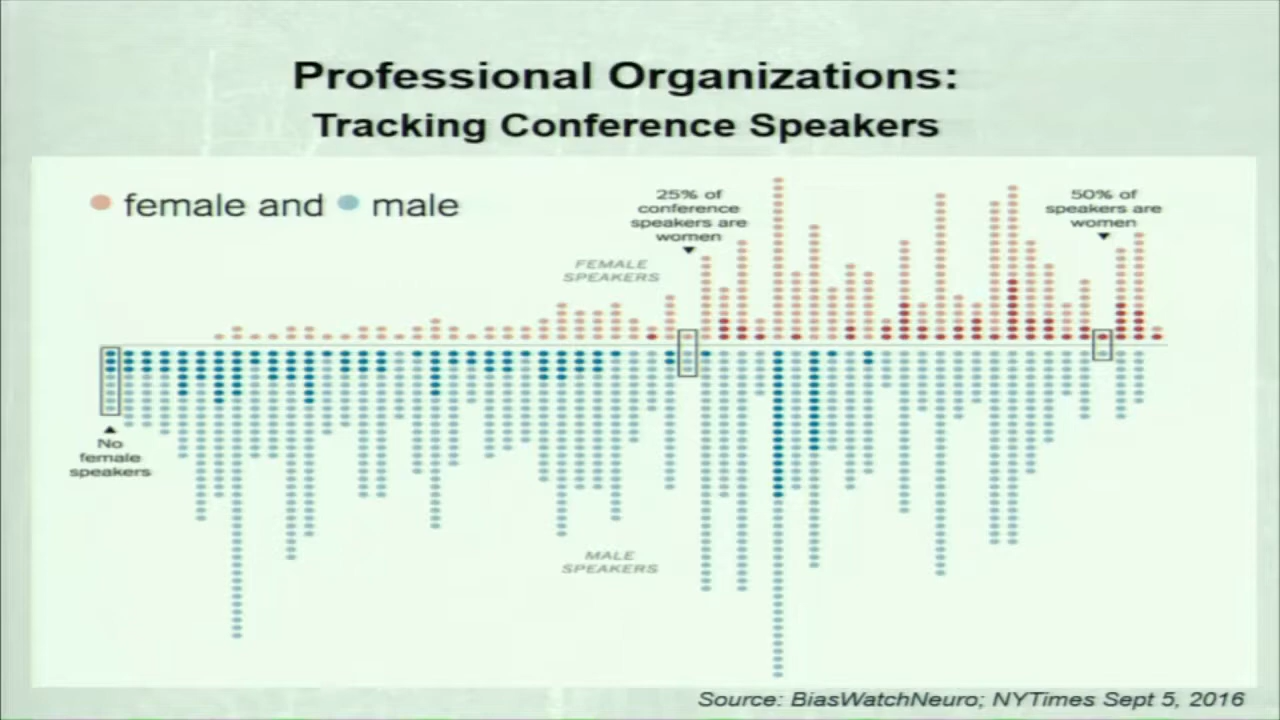 Professional Organizations:
Tracking Conference Speakers
female and male
25% of
conference
speakers are
women
50% of
speakers are
women
FEMALE
SPEAKERS
No
female
speakers
MALE
SPEAKERS
Source: BiasWatchNeuro; NYTimes Sept 5, 2016